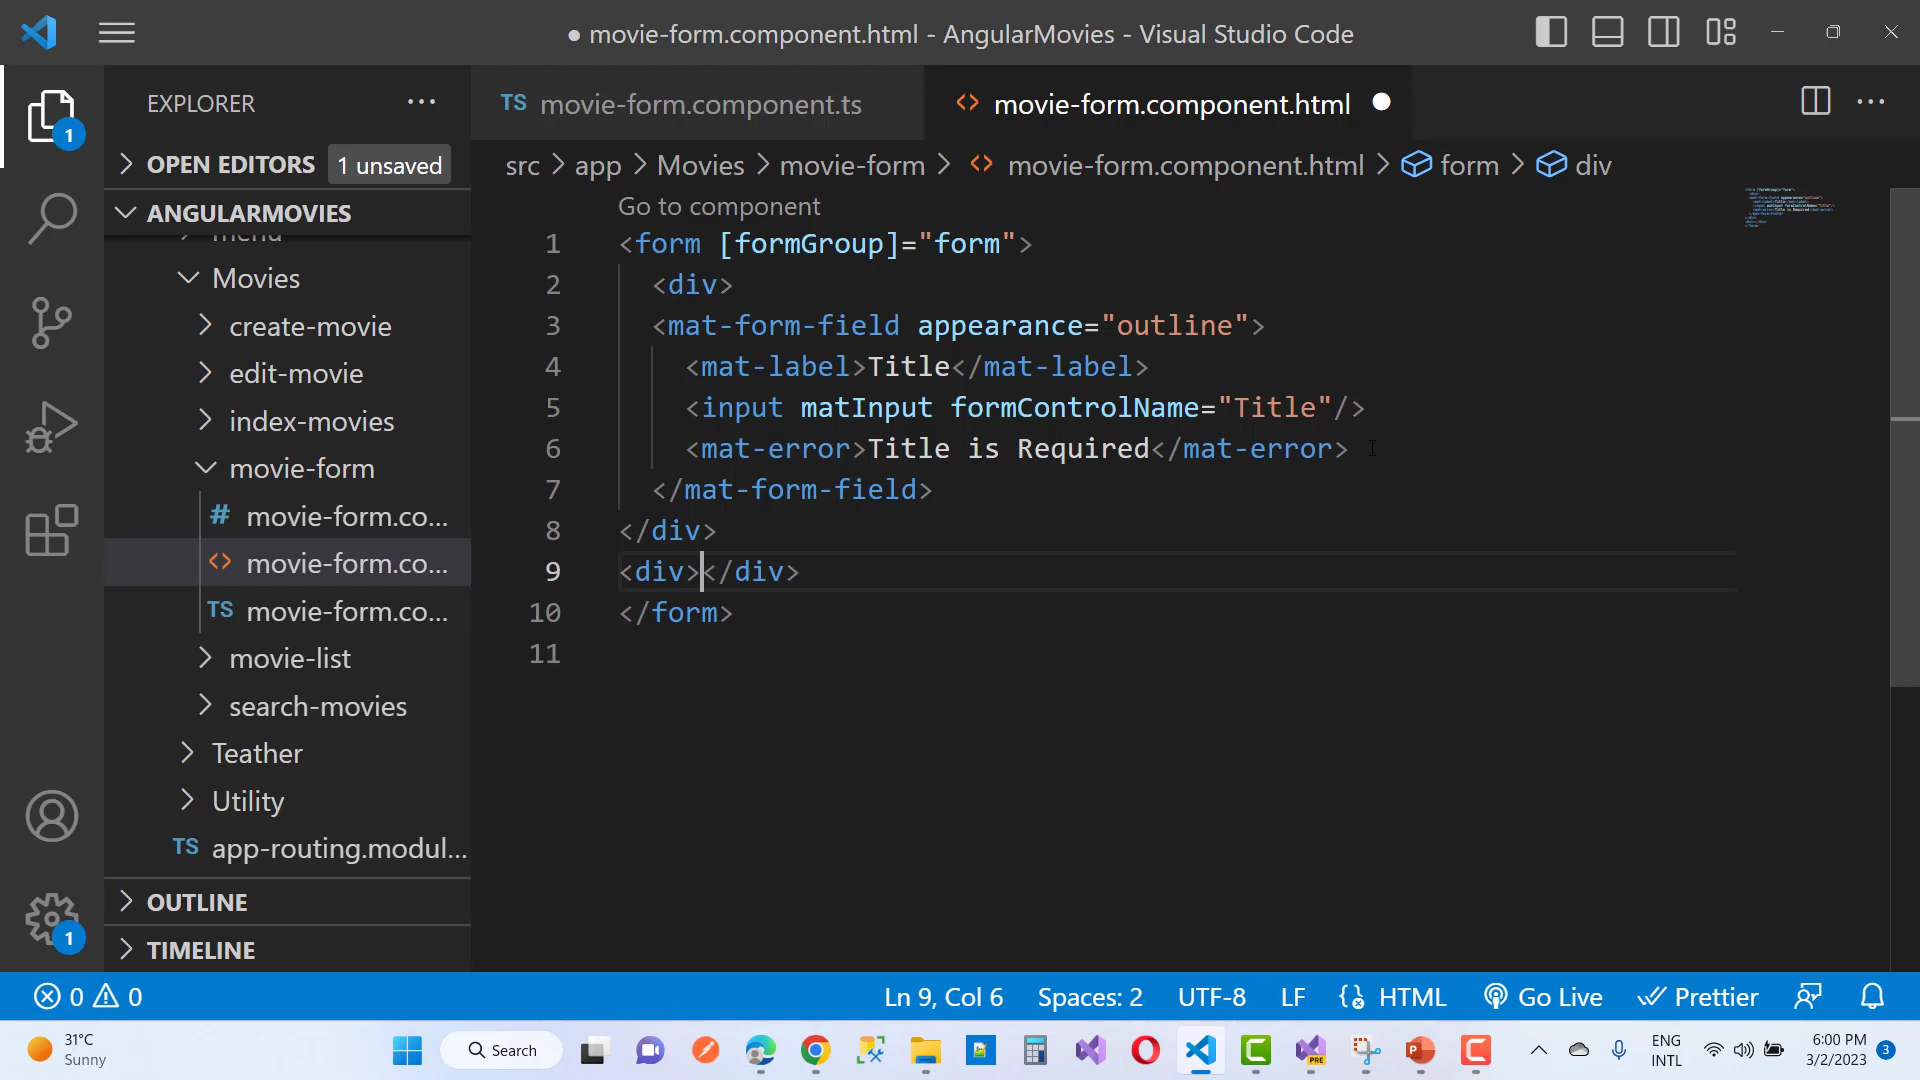 ● movie-form.component.html - AngularMovies - Visual Studio Code
EXPLORER
TS movie-form.component.ts
<> movie-form.component.html
OPEN EDITORS 1 unsaved
src > app > Movies > movie-form > <> movie-form.component.html > form > div
ANGULARMOVIES
menu
Movies
create-movie
edit-movie
index-movies
movie-form
# movie-form.co...
<> movie-form.co...
TS movie-form.co...
movie-list
search-movies
Teather
Utility
TS app-routing.modul...
OUTLINE
TIMELINE
1
1
Go to component
1 <form [formGroup]="form">
2 <div>
3 <mat-form-field appearance="outline">
4 <mat-label>Title</mat-label>
5 <input matInput formControlName="Title"/>
6 <mat-error>Title is Required</mat-error>
7 </mat-form-field>
8 </div>
9 <div></div>
10 </form>
11
0 0 Ln 9, Col 6 Spaces: 2 UTF-8 LF HTML Go Live Prettier
31°C
Sunny
Search
PRE
ENG
INTL
6:00 PM
3/2/2023
3